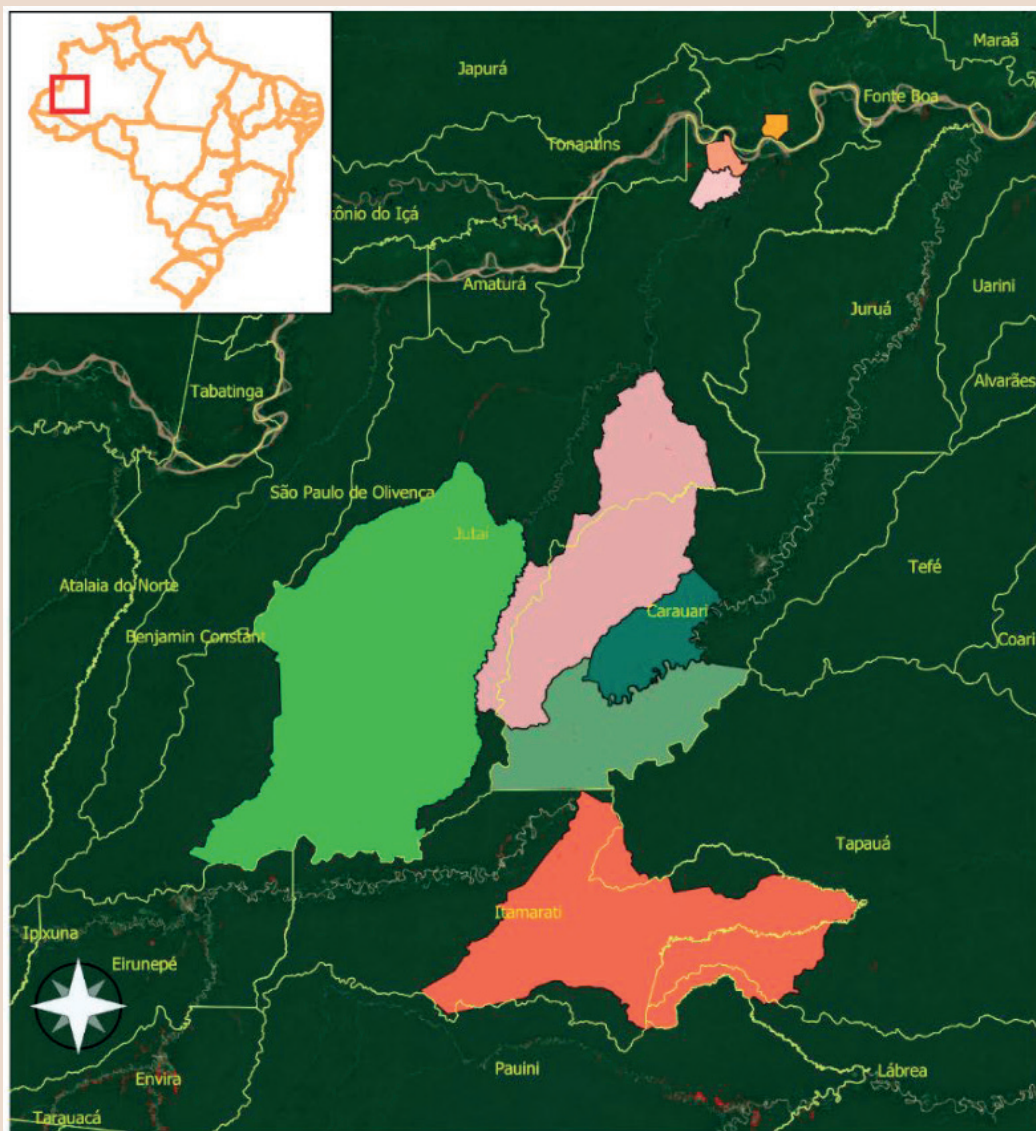 Maraã
Japurá
Fonte Boa
Tonantins
tônio do Içá
Amaturá
Uarini
Juruá
Alvarães
Tabatinga
São Paulo de Olivença
Jutaí
Tefé
Atalaia do Norte
Carauari
Benjamin Constant
Coari
Tapauá
Itamarati
Ipixuna
Eirunepé
Pauini
Lábrea
Envira
Tarauacá